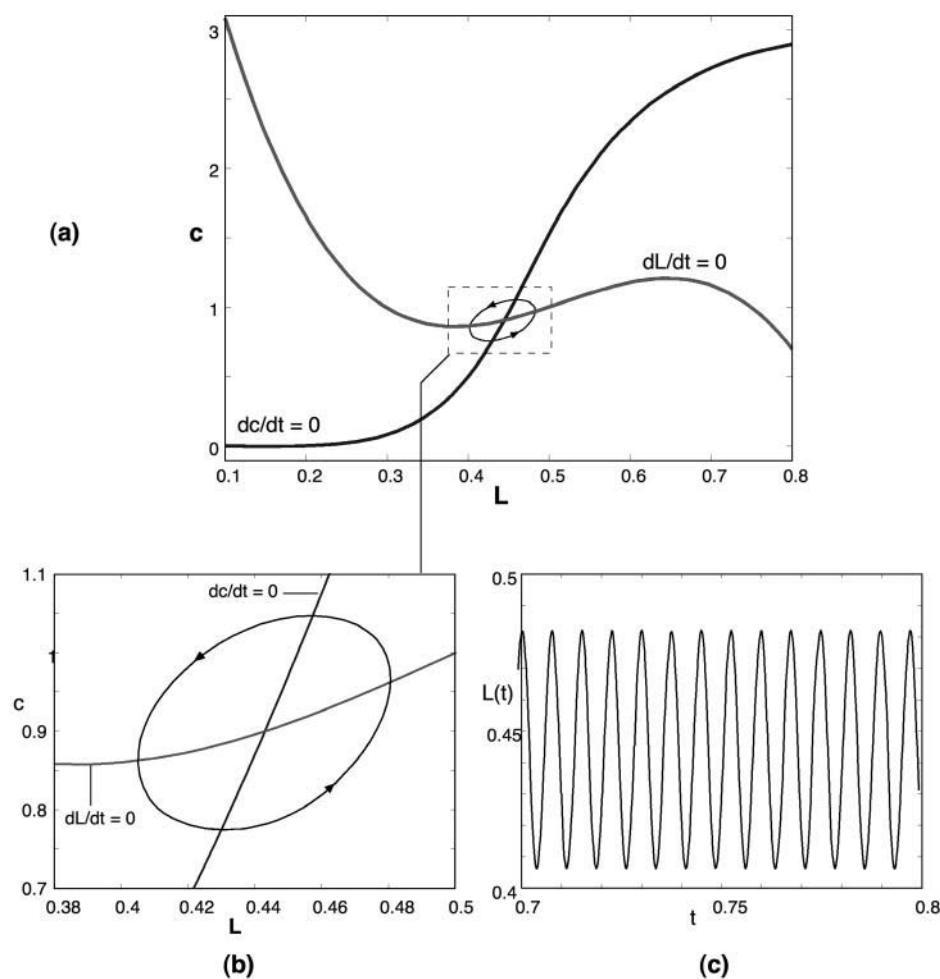 3
2
(a)
c
dL/dt = 0
1
dc/dt = 0
0
0.1 0.2 0.3 0.4 0.5 0.6 0.7 0.8
L
1.1
dc/dt = 0
1
c
0.9
0.8
dL/dt = 0
0.7
0.38 0.4 0.42 0.44 0.46 0.48 0.5
L
(b)
0.5
L(t)
0.45
0.4
0.7 0.75 0.8
t
(c)